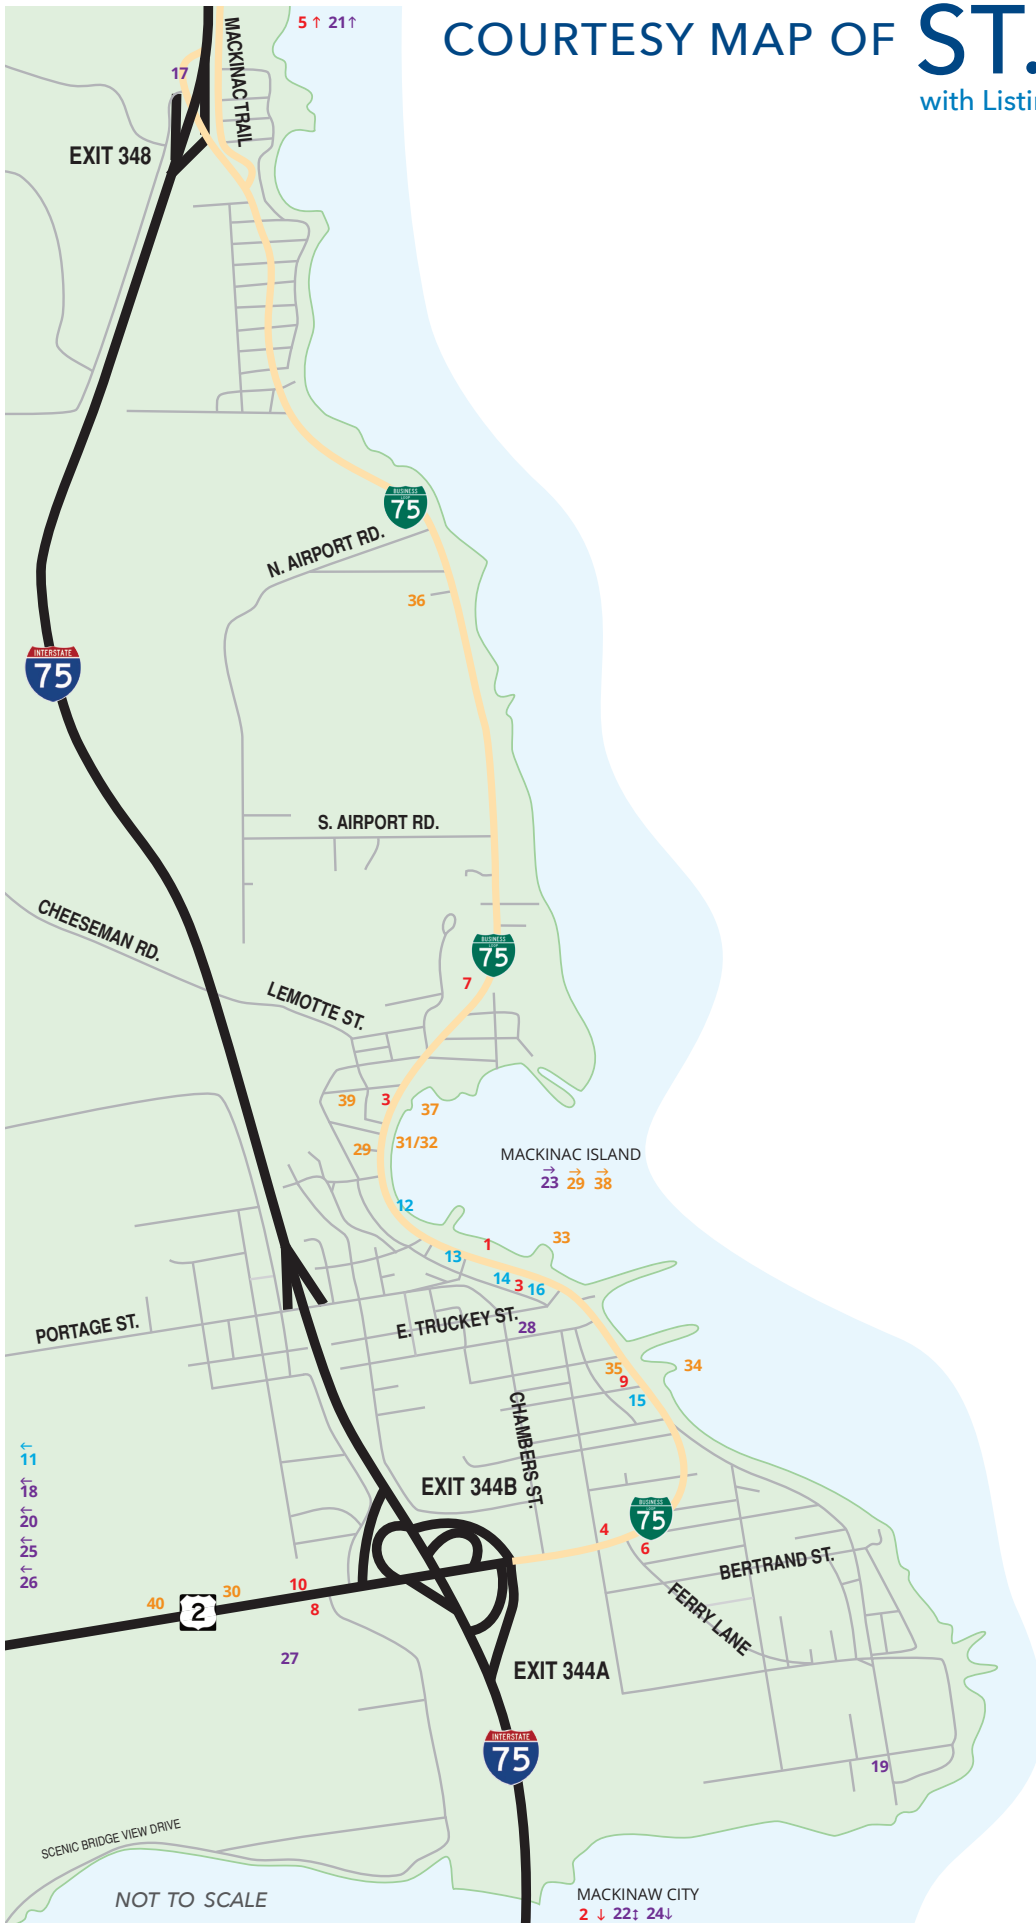 COURTESY MAP OF ST.
with Listi
5 ↑ 21↑
MACKINAC TRAIL
17
EXIT 348
BUSINESS
LOOP
75
N. AIRPORT RD.
36
INTERSTATE
75
S. AIRPORT RD.
CHEESEMAN RD.
BUSINESS
LOOP
75
7
LEMOTTE ST.
39
3
37
29
31/32
MACKINAC ISLAND
→ → →
23 29 38
12
33
1
13
14
3
16
PORTAGE ST.
E. TRUCKEY ST.
28
35
34
9
15
CHAMBERS ST.
←
11
←
18
←
20
←
25
←
26
EXIT 344B
BUSINESS
LOOP
75
4
6
BERTRAND ST.
FERRY LANE
10
30
40
2
8
27
EXIT 344A
INTERSTATE
75
19
SCENIC BRIDGE VIEW DRIVE
NOT TO SCALE
MACKINAW CITY
2 ↓ 22↕ 24↓